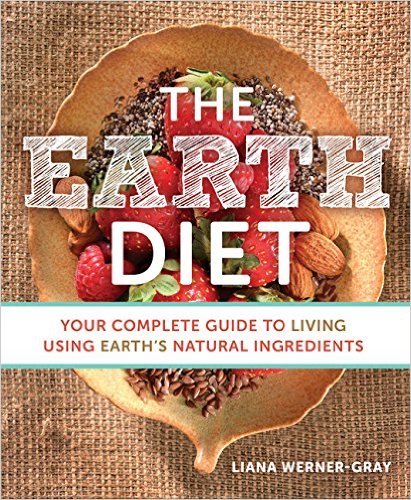 THE
EARTH
DIET
YOUR COMPLETE GUIDE TO LIVING
USING EARTH'S NATURAL INGREDIENTS
LIANA WERNER-GRAY